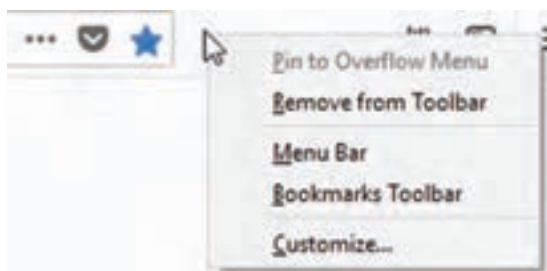 Pin to Overflow Menu
Remove from Toolbar
Menu Bar
Bookmarks Toolbar
Customize...